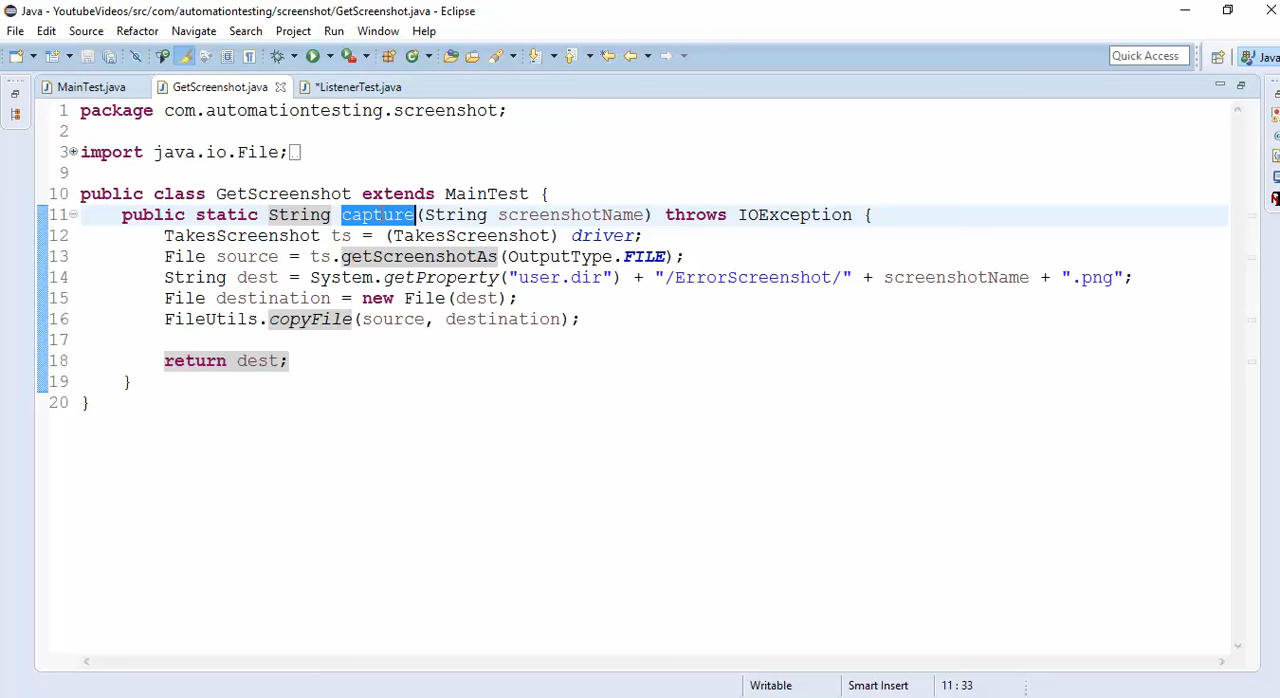 Java - YoutubeVideos/src/com/automationtesting/screenshot/GetScreenshot.java - Eclipse
File Edit Source Refactor Navigate Search Project Run Window Help
Quick Access
Java
MainTest.java GetScreenshot.java *ListenerTest.java
1 package com.automationtesting.screenshot;
2
3 import java.io.File;
9
10 public class GetScreenshot extends MainTest {
11 public static String capture(String screenshotName) throws IOException {
12 TakesScreenshot ts = (TakesScreenshot) driver;
13 File source = ts.getScreenshotAs(OutputType.FILE);
14 String dest = System.getProperty("user.dir") + "/ErrorScreenshot/" + screenshotName + ".png";
15 File destination = new File(dest);
16 FileUtils.copyFile(source, destination);
17
18 return dest;
19 }
20 }
Writable Smart Insert 11 : 33